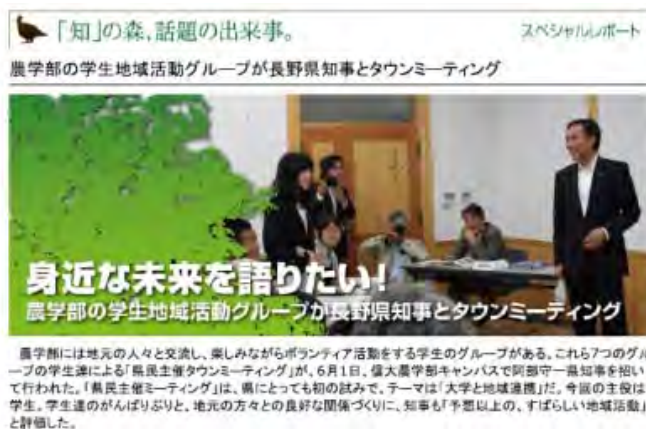 「知」の森、話題の出来事。 スペシャルレポート
農学部の学生地域活動グループが長野県知事とタウンミーティング
身近な未来を語りたい!
農学部の学生地域活動グループが長野県知事とタウンミーティング
農学部には地元の人々と交流し、楽しみながらボランティア活動をする学生のグループがある。これら7つのグル
ープの学生達による「県民主催タウンミーティング」が、6月1日、信大農学部キャンパスで阿部守一県知事を招い
て行われた。「県民主催ミーティング」は、県にとっても初の試みで、テーマは「大学と地域連携」だ。今回の主役は
学生。学生達のがんばりぶりと、地元の方々との良好な関係づくりに、知事も「予想以上の、すばらしい地域活動」
と評価した。